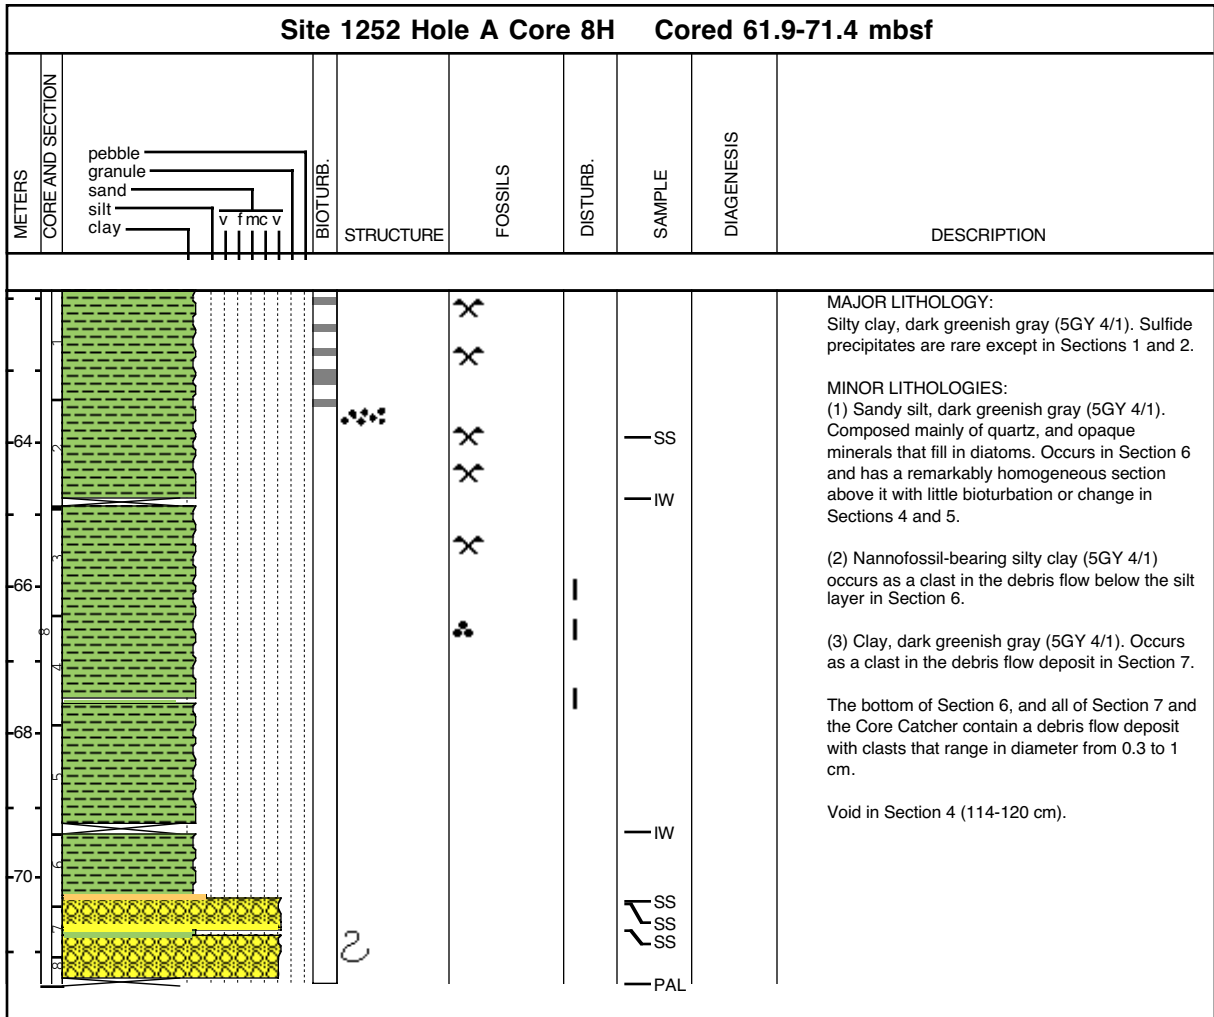 Site 1252 Hole A Core 8H    Cored 61.9-71.4 mbsf
METERS
CORE AND SECTION
pebble
granule
sand
silt
clay
v f m c v
BIOTURB.
STRUCTURE
FOSSILS
DISTURB.
SAMPLE
DIAGENESIS
DESCRIPTION
64
66
68
70
8
1
2
3
4
5
6
7
8
SS
IW
IW
SS
SS
SS
PAL
MAJOR LITHOLOGY:
Silty clay, dark greenish gray (5GY 4/1). Sulfide
precipitates are rare except in Sections 1 and 2.
MINOR LITHOLOGIES:
(1) Sandy silt, dark greenish gray (5GY 4/1).
Composed mainly of quartz, and opaque
minerals that fill in diatoms. Occurs in Section 6
and has a remarkably homogeneous section
above it with little bioturbation or change in
Sections 4 and 5.
(2) Nannofossil-bearing silty clay (5GY 4/1)
occurs as a clast in the debris flow below the silt
layer in Section 6.
(3) Clay, dark greenish gray (5GY 4/1). Occurs
as a clast in the debris flow deposit in Section 7.
The bottom of Section 6, and all of Section 7 and
the Core Catcher contain a debris flow deposit
with clasts that range in diameter from 0.3 to 1
cm.
Void in Section 4 (114-120 cm).